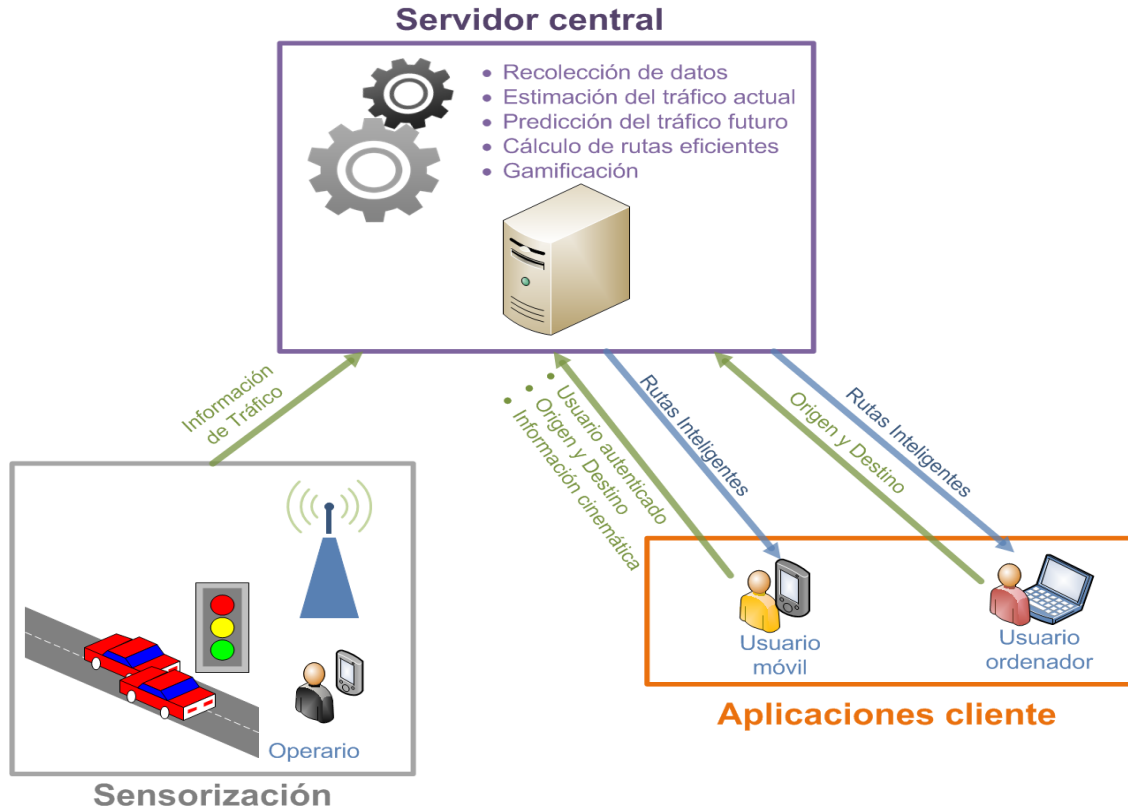 Servidor central
• Recolección de datos
• Estimación del tráfico actual
• Predicción del tráfico futuro
• Cálculo de rutas eficientes
• Gamificación
Información
de Tráfico
• Usuario autenticado
• Origen y Destino
• Información cinemática
Rutas Inteligentes
Origen y Destino
Rutas Inteligentes
Operario
Sensorización
Usuario
móvil
Usuario
ordenador
Aplicaciones cliente